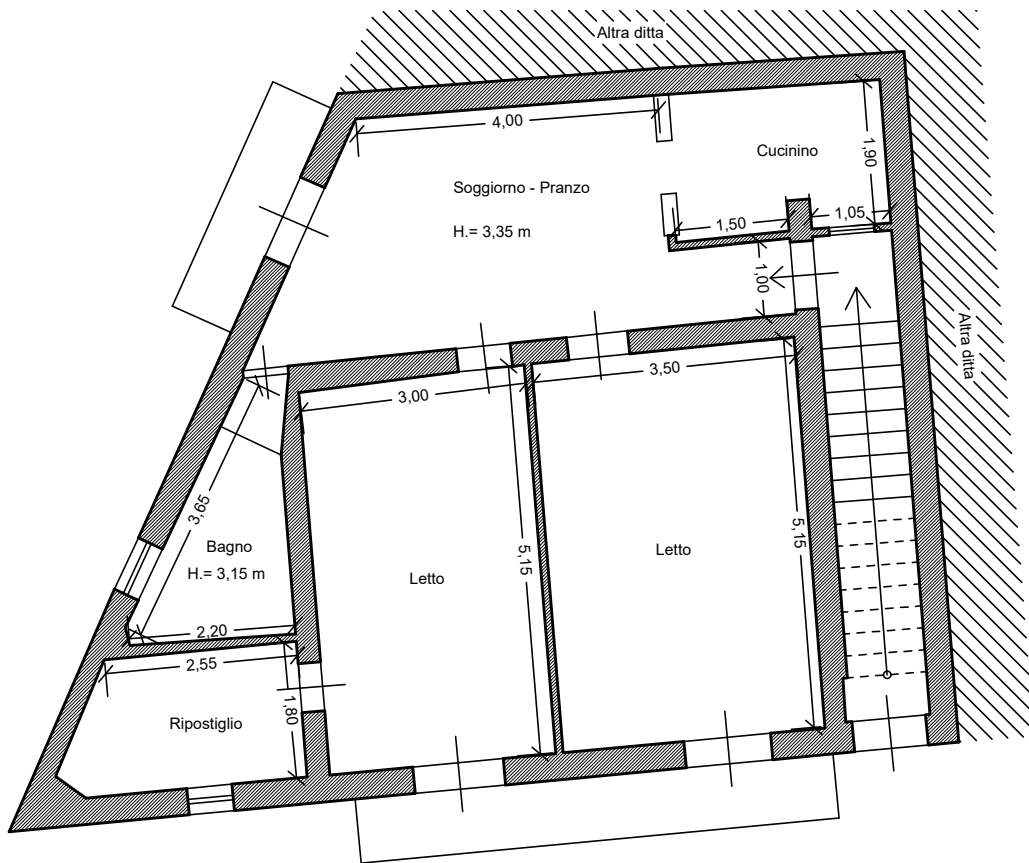 Altra ditta
4,00
Cucinino
1,90
Soggiorno - Pranzo
H.= 3,35 m
1,50
1,05
1,00
Altra ditta
3,00
3,50
3,65
5,15
5,15
Bagno
H.= 3,15 m
Letto
Letto
2,20
2,55
1,80
Ripostiglio